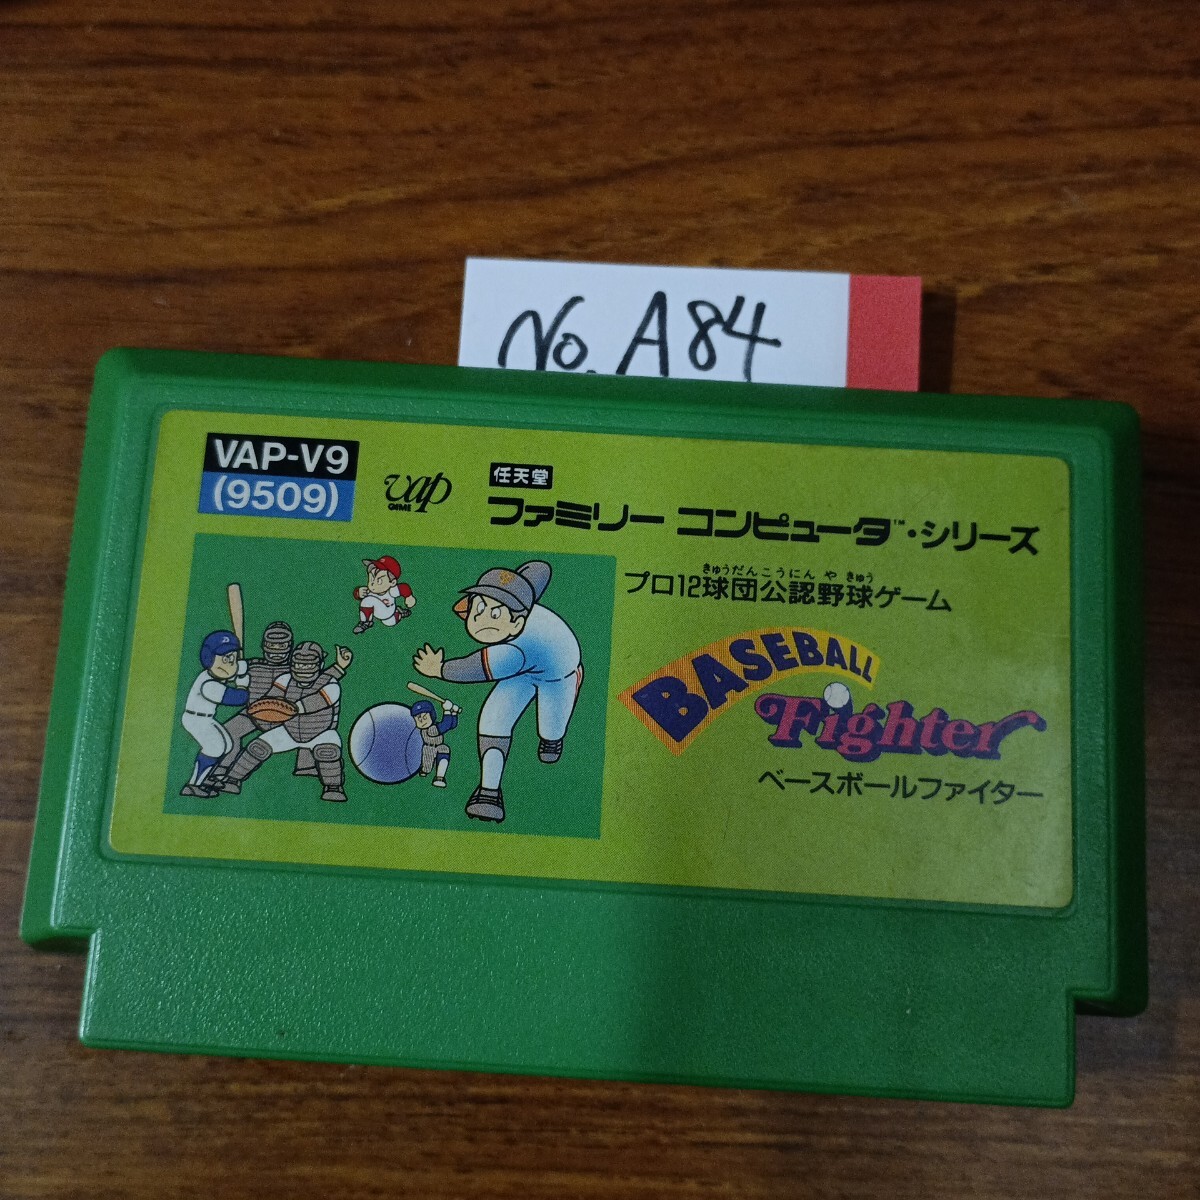 No. A84
VAP-V9
(9509)
vap
GAME
任天堂
ファミリー コンピュータ™・シリーズ
きゅうだんこうにん や きゅう
プロ12球団公認野球ゲーム
BASEBALL
Fighter
ベースボールファイター